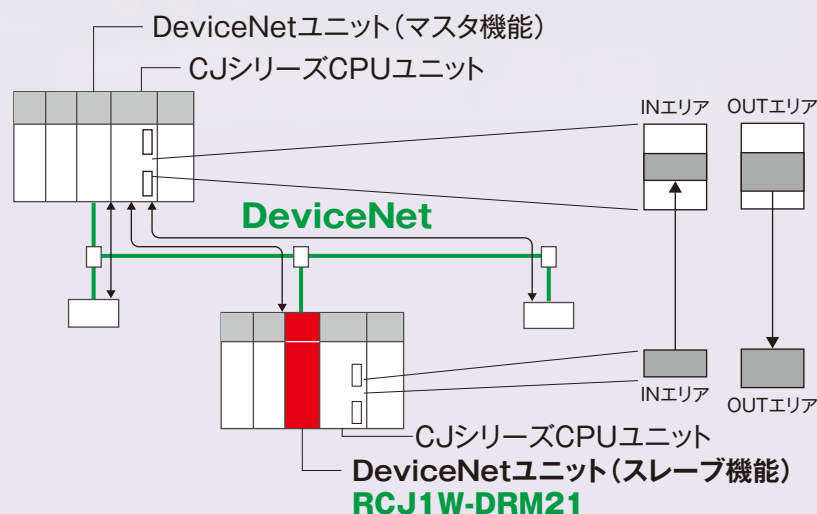 DeviceNetユニット(マスタ機能)
CJシリーズCPUユニット
INエリア
OUTエリア
DeviceNet
INエリア
OUTエリア
CJシリーズCPUユニット
DeviceNetユニット(スレーブ機能)
RCJ1W-DRM21